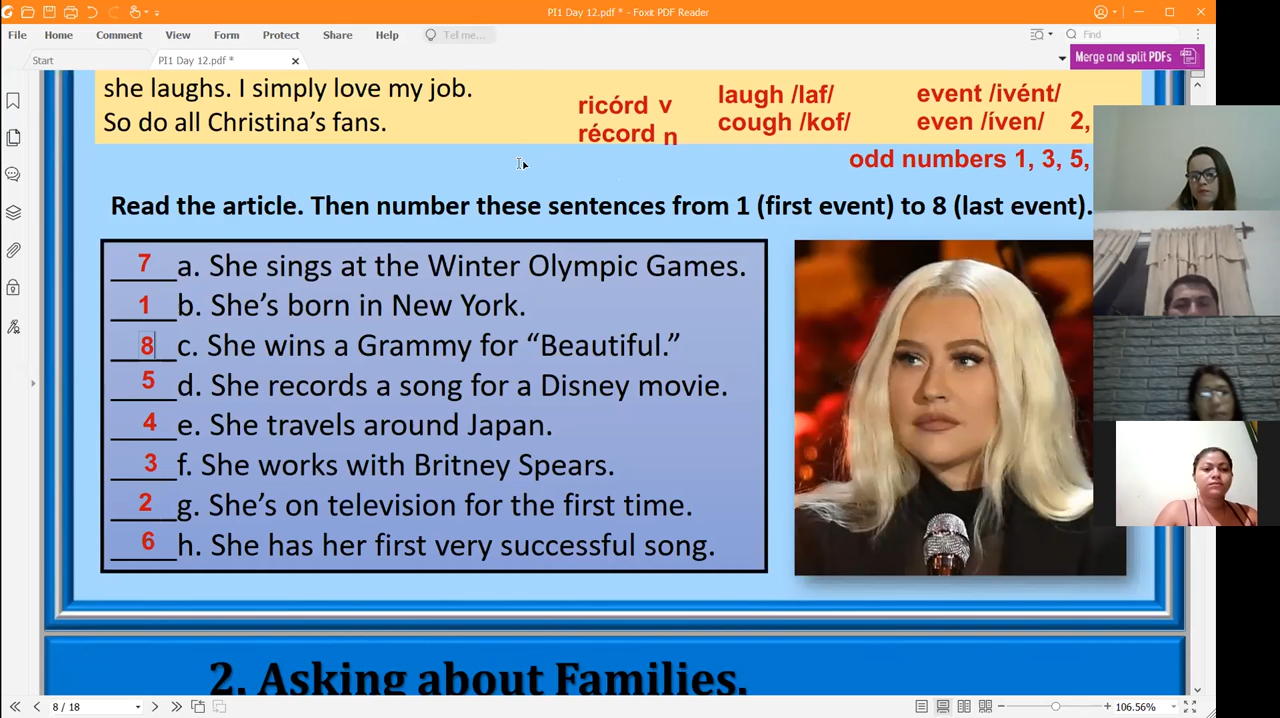 PI1 Day 12.pdf * - Foxit PDF Reader
File Home Comment View Form Protect Share Help Tell me... Find
Start PI1 Day 12.pdf * Merge and split PDFs
she laughs. I simply love my job.
So do all Christina's fans.
ricórd v
récord n
laugh /laf/
cough /kof/
event /ivént/
even /íven/ 2,
odd numbers 1, 3, 5,
Read the article. Then number these sentences from 1 (first event) to 8 (last event).
7 a. She sings at the Winter Olympic Games.
1 b. She's born in New York.
8 c. She wins a Grammy for “Beautiful.”
5 d. She records a song for a Disney movie.
4 e. She travels around Japan.
3 f. She works with Britney Spears.
2 g. She's on television for the first time.
6 h. She has her first very successful song.
2. Asking about Families.
8 / 18 106.56%